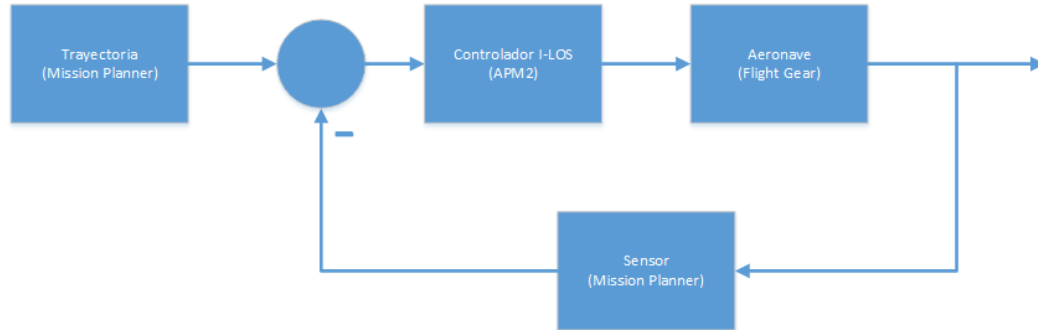 Trayectoria
(Mission Planner)
Controlador I-LOS
(APM2)
Aeronave
(Flight Gear)
–
Sensor
(Mission Planner)